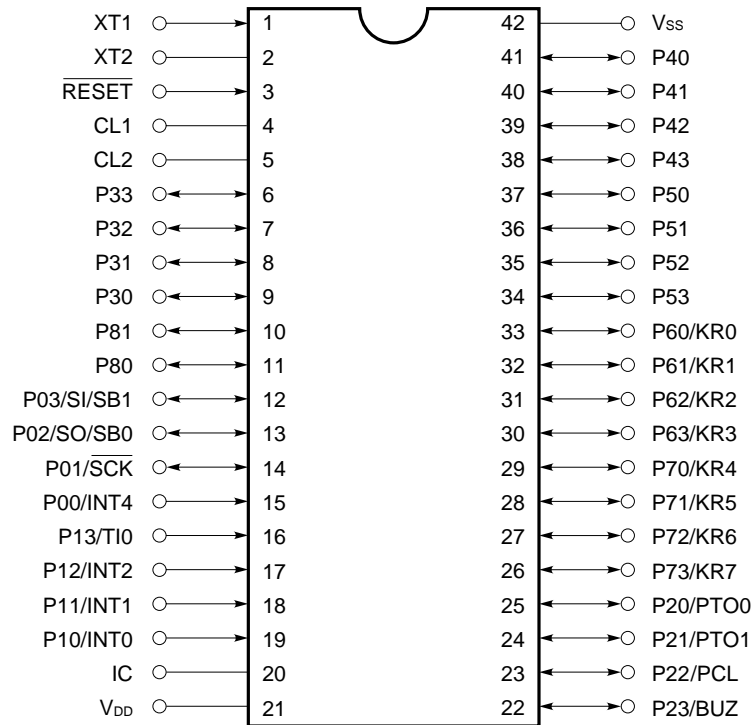 XT1 1 42 Vss
XT2 2 41 P40
RESET 3 40 P41
CL1 4 39 P42
CL2 5 38 P43
P33 6 37 P50
P32 7 36 P51
P31 8 35 P52
P30 9 34 P53
P81 10 33 P60/KR0
P80 11 32 P61/KR1
P03/SI/SB1 12 31 P62/KR2
P02/SO/SB0 13 30 P63/KR3
P01/SCK 14 29 P70/KR4
P00/INT4 15 28 P71/KR5
P13/TI0 16 27 P72/KR6
P12/INT2 17 26 P73/KR7
P11/INT1 18 25 P20/PTO0
P10/INT0 19 24 P21/PTO1
IC 20 23 P22/PCL
VDD 21 22 P23/BUZ